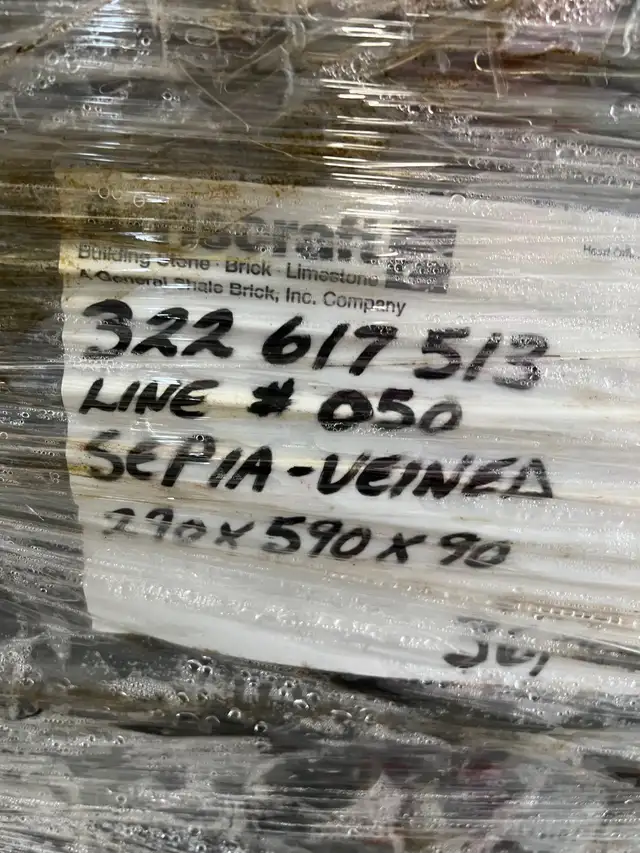 Building Stone · Brick · Limestone
A General Shale Brick, Inc. Company
322 617 513
LINE # 050
SEPIA-VEINED
290 x 590 x 90